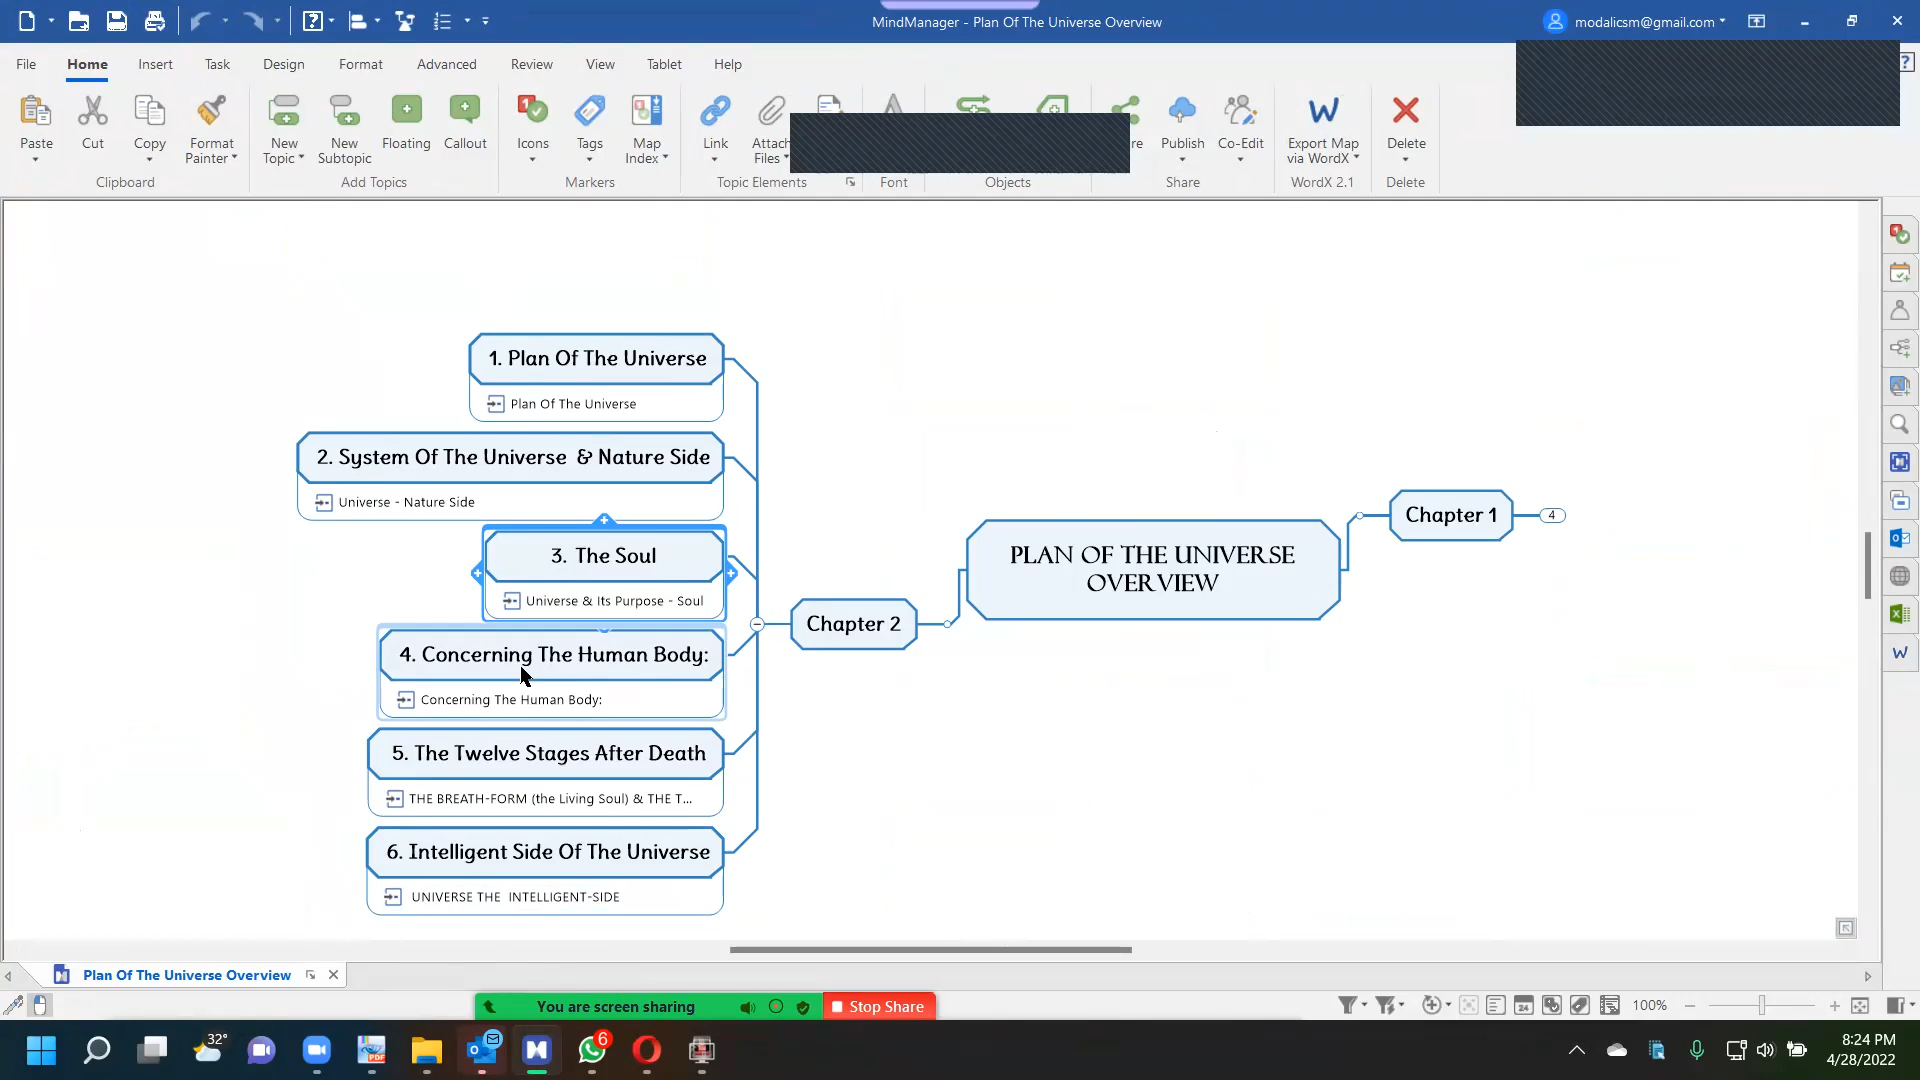 MindManager - Plan Of The Universe Overview
modalicsm@gmail.com
File Home Insert Task Design Format Advanced Review View Tablet Help
Paste
Cut
Copy
Format Painter
New Topic
New Subtopic
Floating
Callout
Icons
Tags
Map Index
Link
Attach Files
Publish
Co-Edit
Export Map via WordX
Delete
Clipboard
Add Topics
Markers
Topic Elements
Font
Objects
Share
WordX 2.1
Delete
1. Plan Of The Universe
Plan Of The Universe
2. System Of The Universe & Nature Side
Universe - Nature Side
3. The Soul
Universe & Its Purpose - Soul
4. Concerning The Human Body:
Concerning The Human Body:
5. The Twelve Stages After Death
THE BREATH-FORM (the Living Soul) & THE T...
6. Intelligent Side Of The Universe
UNIVERSE THE INTELLIGENT-SIDE
Chapter 2
PLAN OF THE UNIVERSE
OVERVIEW
Chapter 1
4
Plan Of The Universe Overview
You are screen sharing
Stop Share
100%
32°
6
8:24 PM
4/28/2022